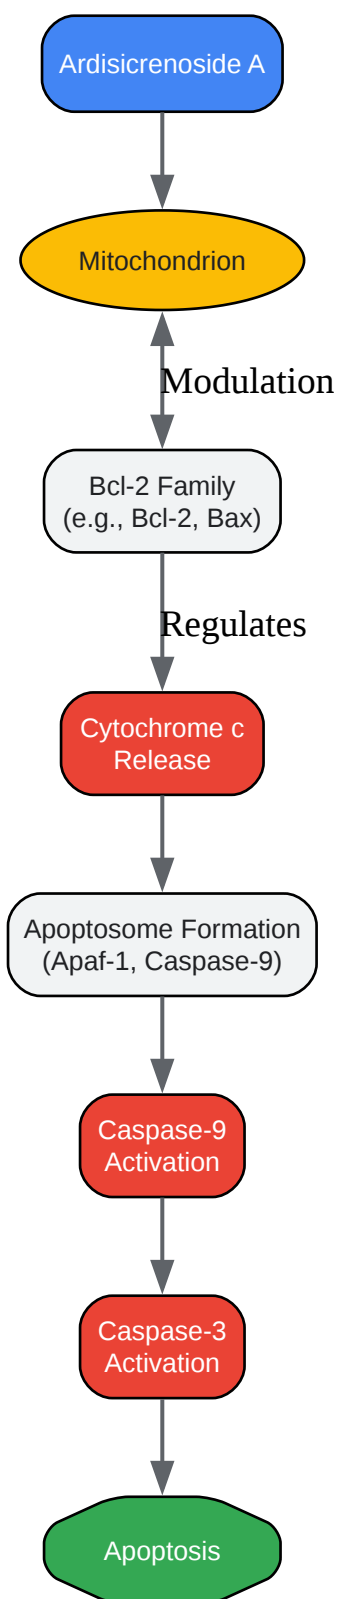 Ardisicrenoside A
Mitochondrion
Modulation
Bcl-2 Family
(e.g., Bcl-2, Bax)
Regulates
Cytochrome c
Release
Apoptosome Formation
(Apaf-1, Caspase-9)
Caspase-9
Activation
Caspase-3
Activation
Apoptosis